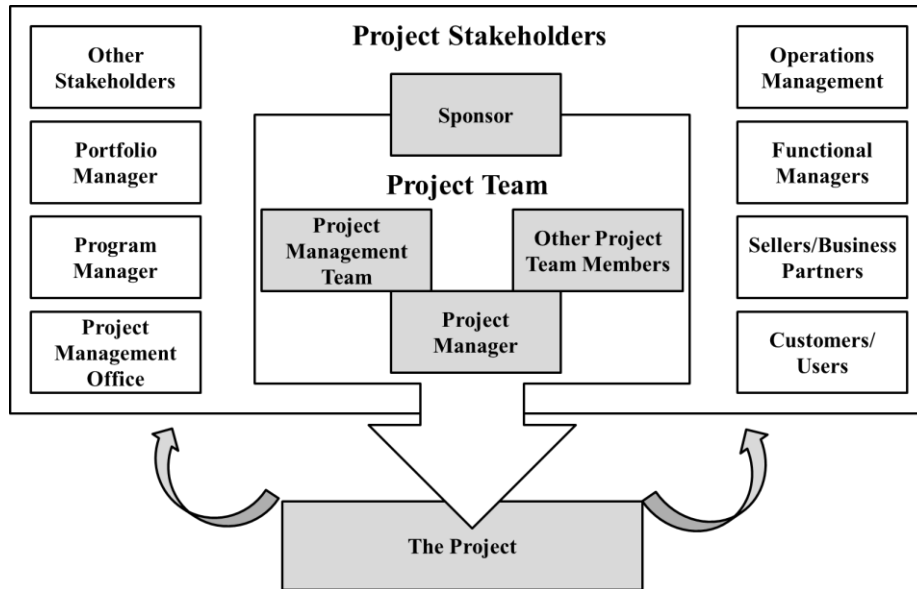 Project Stakeholders
Other
Stakeholders
Portfolio
Manager
Program
Manager
Project
Management
Office
Sponsor
Project Team
Project
Management
Team
Other Project
Team Members
Project
Manager
Operations
Management
Functional
Managers
Sellers/Business
Partners
Customers/
Users
The Project